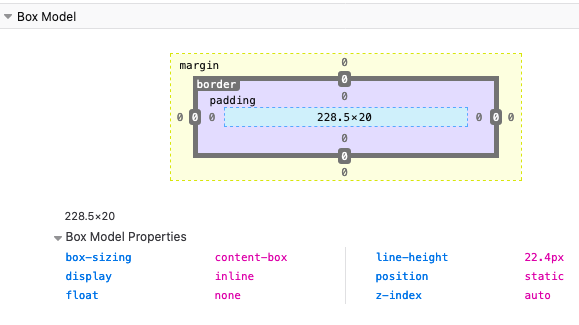 Box Model
margin 0
border 0
0
padding
0 0 0 228.5×20 0 0 0
0
0
0
228.5×20
Box Model Properties
box-sizing content-box line-height 22.4px
display inline position static
float none z-index auto